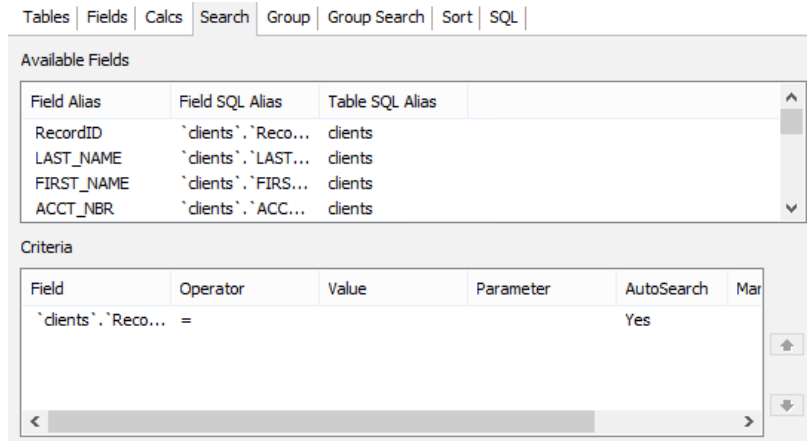 Tables Fields Calcs Search Group Group Search Sort SQL
Available Fields
Field Alias Field SQL Alias Table SQL Alias
RecordID `clients`.`Reco... clients
LAST_NAME `clients`.`LAST... clients
FIRST_NAME `clients`.`FIRS... clients
ACCT_NBR `clients`.`ACC... clients
Criteria
Field Operator Value Parameter AutoSearch Mar
`clients`.`Reco... = Yes